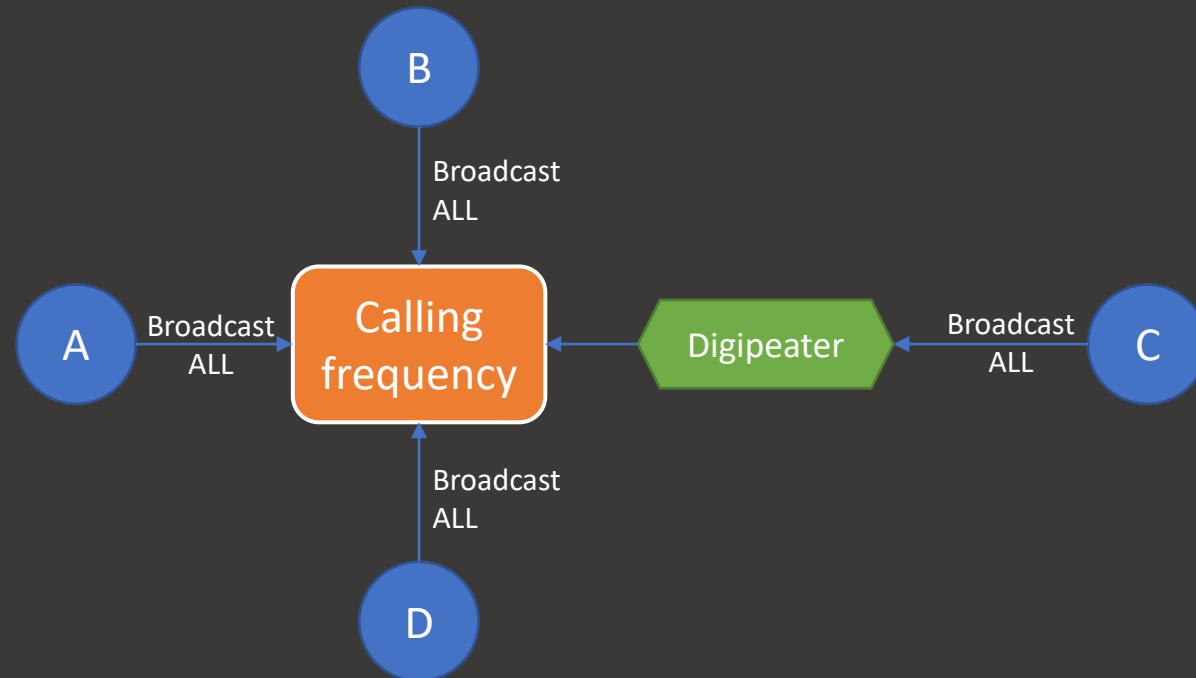 B
Broadcast
ALL
A
Broadcast
ALL
Calling
frequency
Digipeater
Broadcast
ALL
C
Broadcast
ALL
D